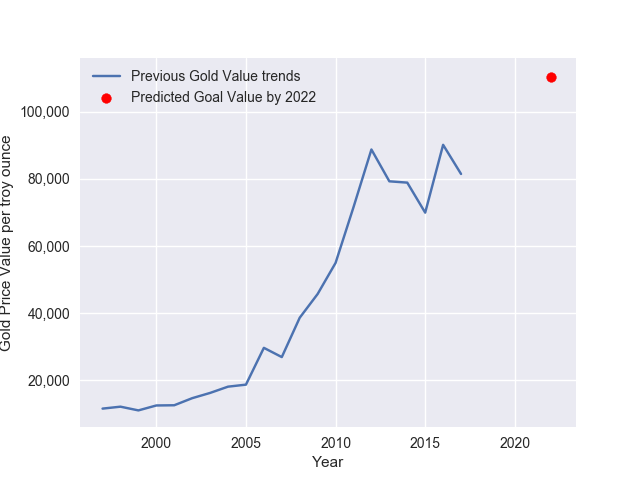 Previous Gold Value trends
Predicted Goal Value by 2022
100,000
80,000
60,000
40,000
20,000
Gold Price Value per troy ounce
2000 2005 2010 2015 2020
Year